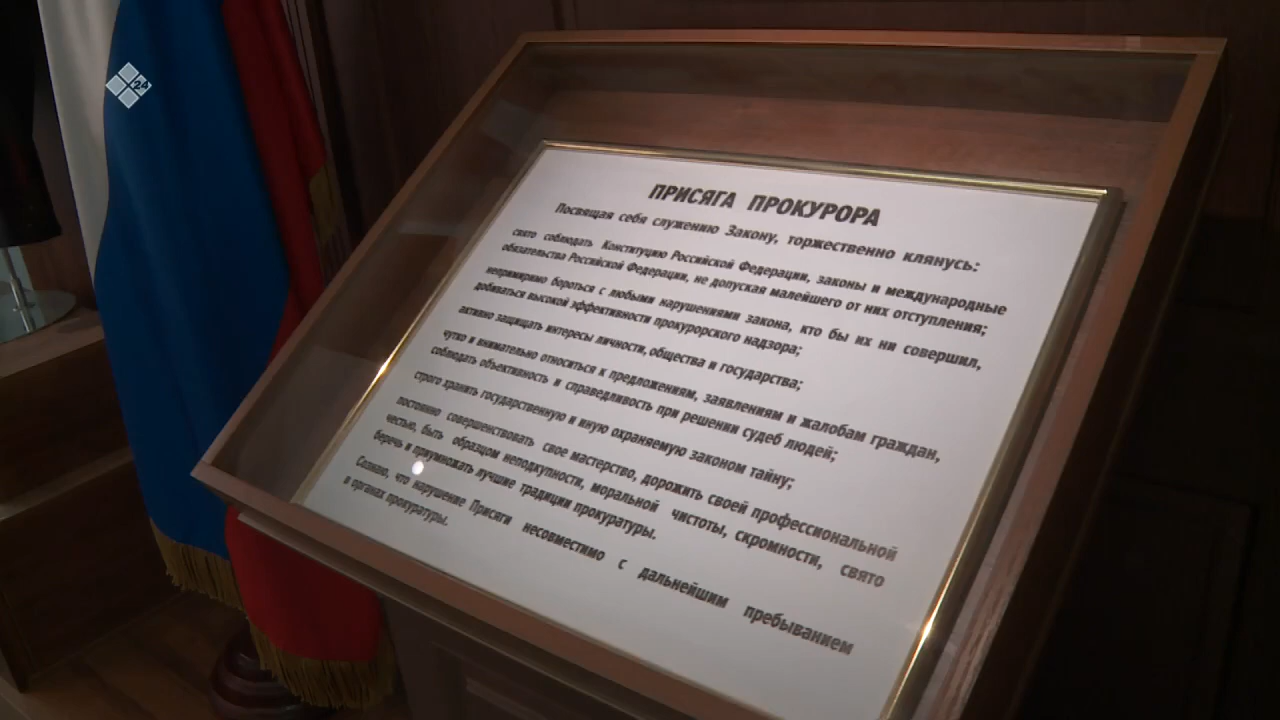 24
ПРИСЯГА ПРОКУРОРА
Посвящая себя служению Закону, торжественно клянусь:
свято соблюдать Конституцию Российской Федерации, законы и международные
обязательства Российской Федерации, не допуская малейшего от них отступления;
непримиримо бороться с любыми нарушениями закона, кто бы их ни совершил,
добиваться высокой эффективности прокурорского надзора;
активно защищать интересы личности, общества и государства;
чутко и внимательно относиться к предложениям, заявлениям и жалобам граждан,
соблюдать объективность и справедливость при решении судеб людей;
строго хранить государственную и иную охраняемую законом тайну;
постоянно совершенствовать свое мастерство, дорожить своей профессиональной
честью, быть образцом неподкупности, моральной чистоты, скромности, свято
беречь и приумножать лучшие традиции прокуратуры.
Сознаю, что нарушение Присяги несовместимо с дальнейшим пребыванием
в органах прокуратуры.